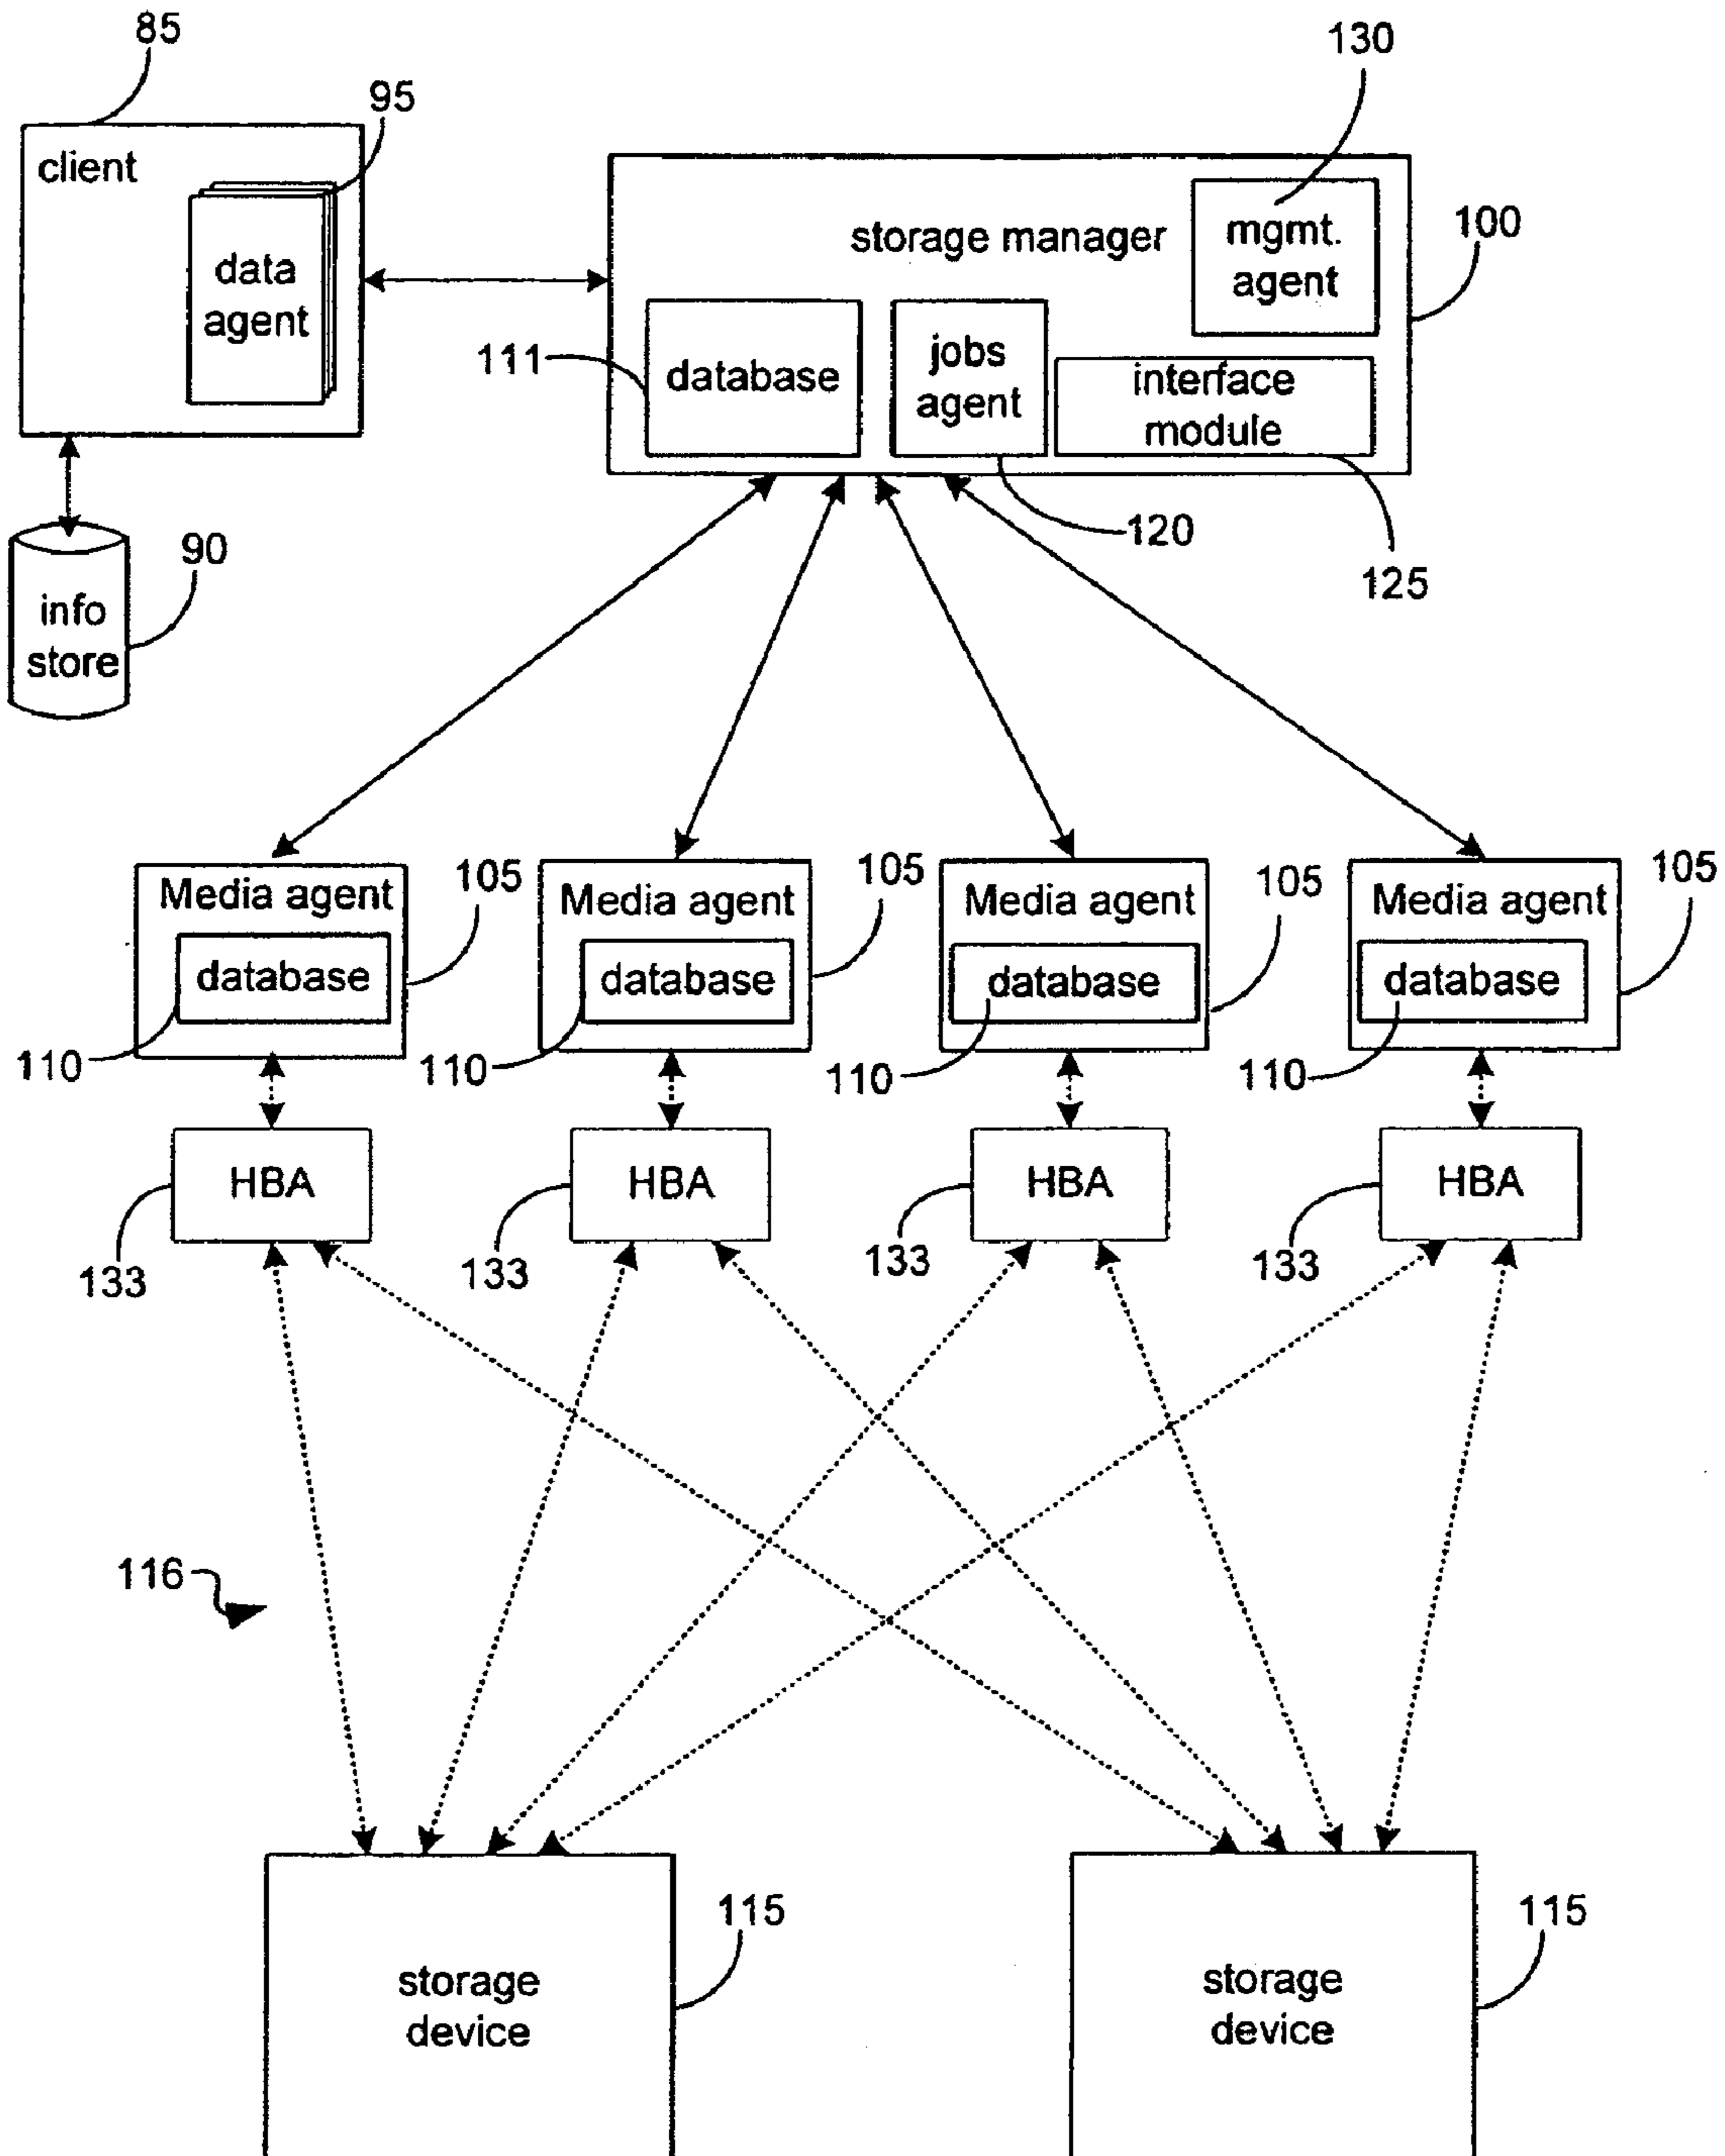 85
130
95
client
mgmt.
agent
100
storage manager
data
agent
111
database
jobs
agent
interface
module
120
125
90
info
store
105
105
105
105
Media agent
Media agent
Media agent
Media agent
database
database
database
database
110
110
110
110
HBA
HBA
HBA
HBA
133
133
133
133
116
115
115
storage
device
storage
device